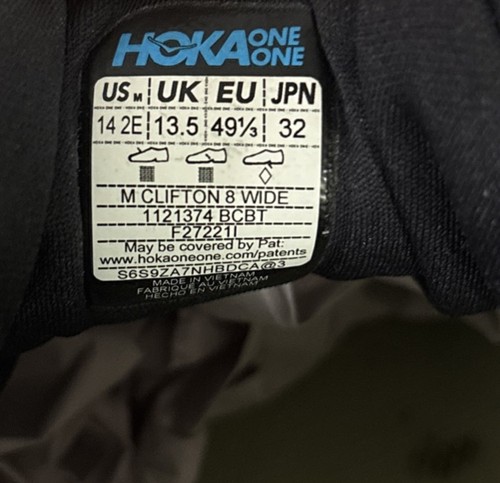 HOKA ONE ONE
US M UK EU JPN
14 2E 13.5 49⅓ 32
M CLIFTON 8 WIDE
1121374 BCBT
F27221I
May be covered by Pat:
www.hokaoneone.com/patents
S6S9ZA7NHBDCA@3
MADE IN VIETNAM
FABRIQUÉ AU VIETNAM
HECHO EN VIETNAM